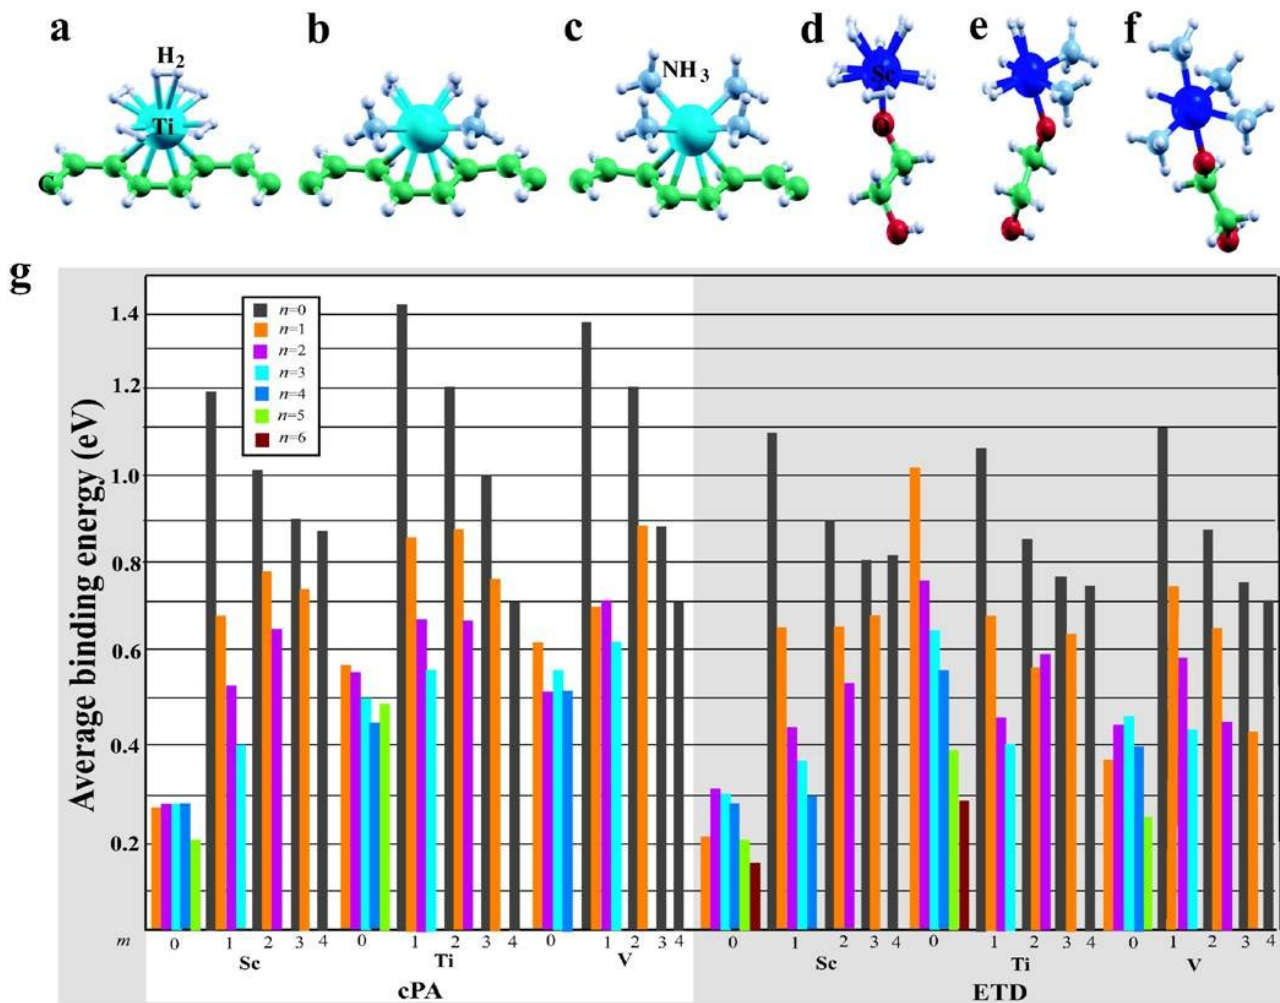 a b c d e f
H2
NH3
Ti
Sc
C
g
n=0
n=1
n=2
n=3
n=4
n=5
n=6
Average binding energy (eV)
1.4
1.2
1.0
0.8
0.6
0.4
0.2
m 0 1 2 3 4 0 1 2 3 4 0 1 2 3 4 0 1 2 3 4 0 1 2 3 4 0 1 2 3 4
Sc Ti V Sc Ti V
cPA ETD